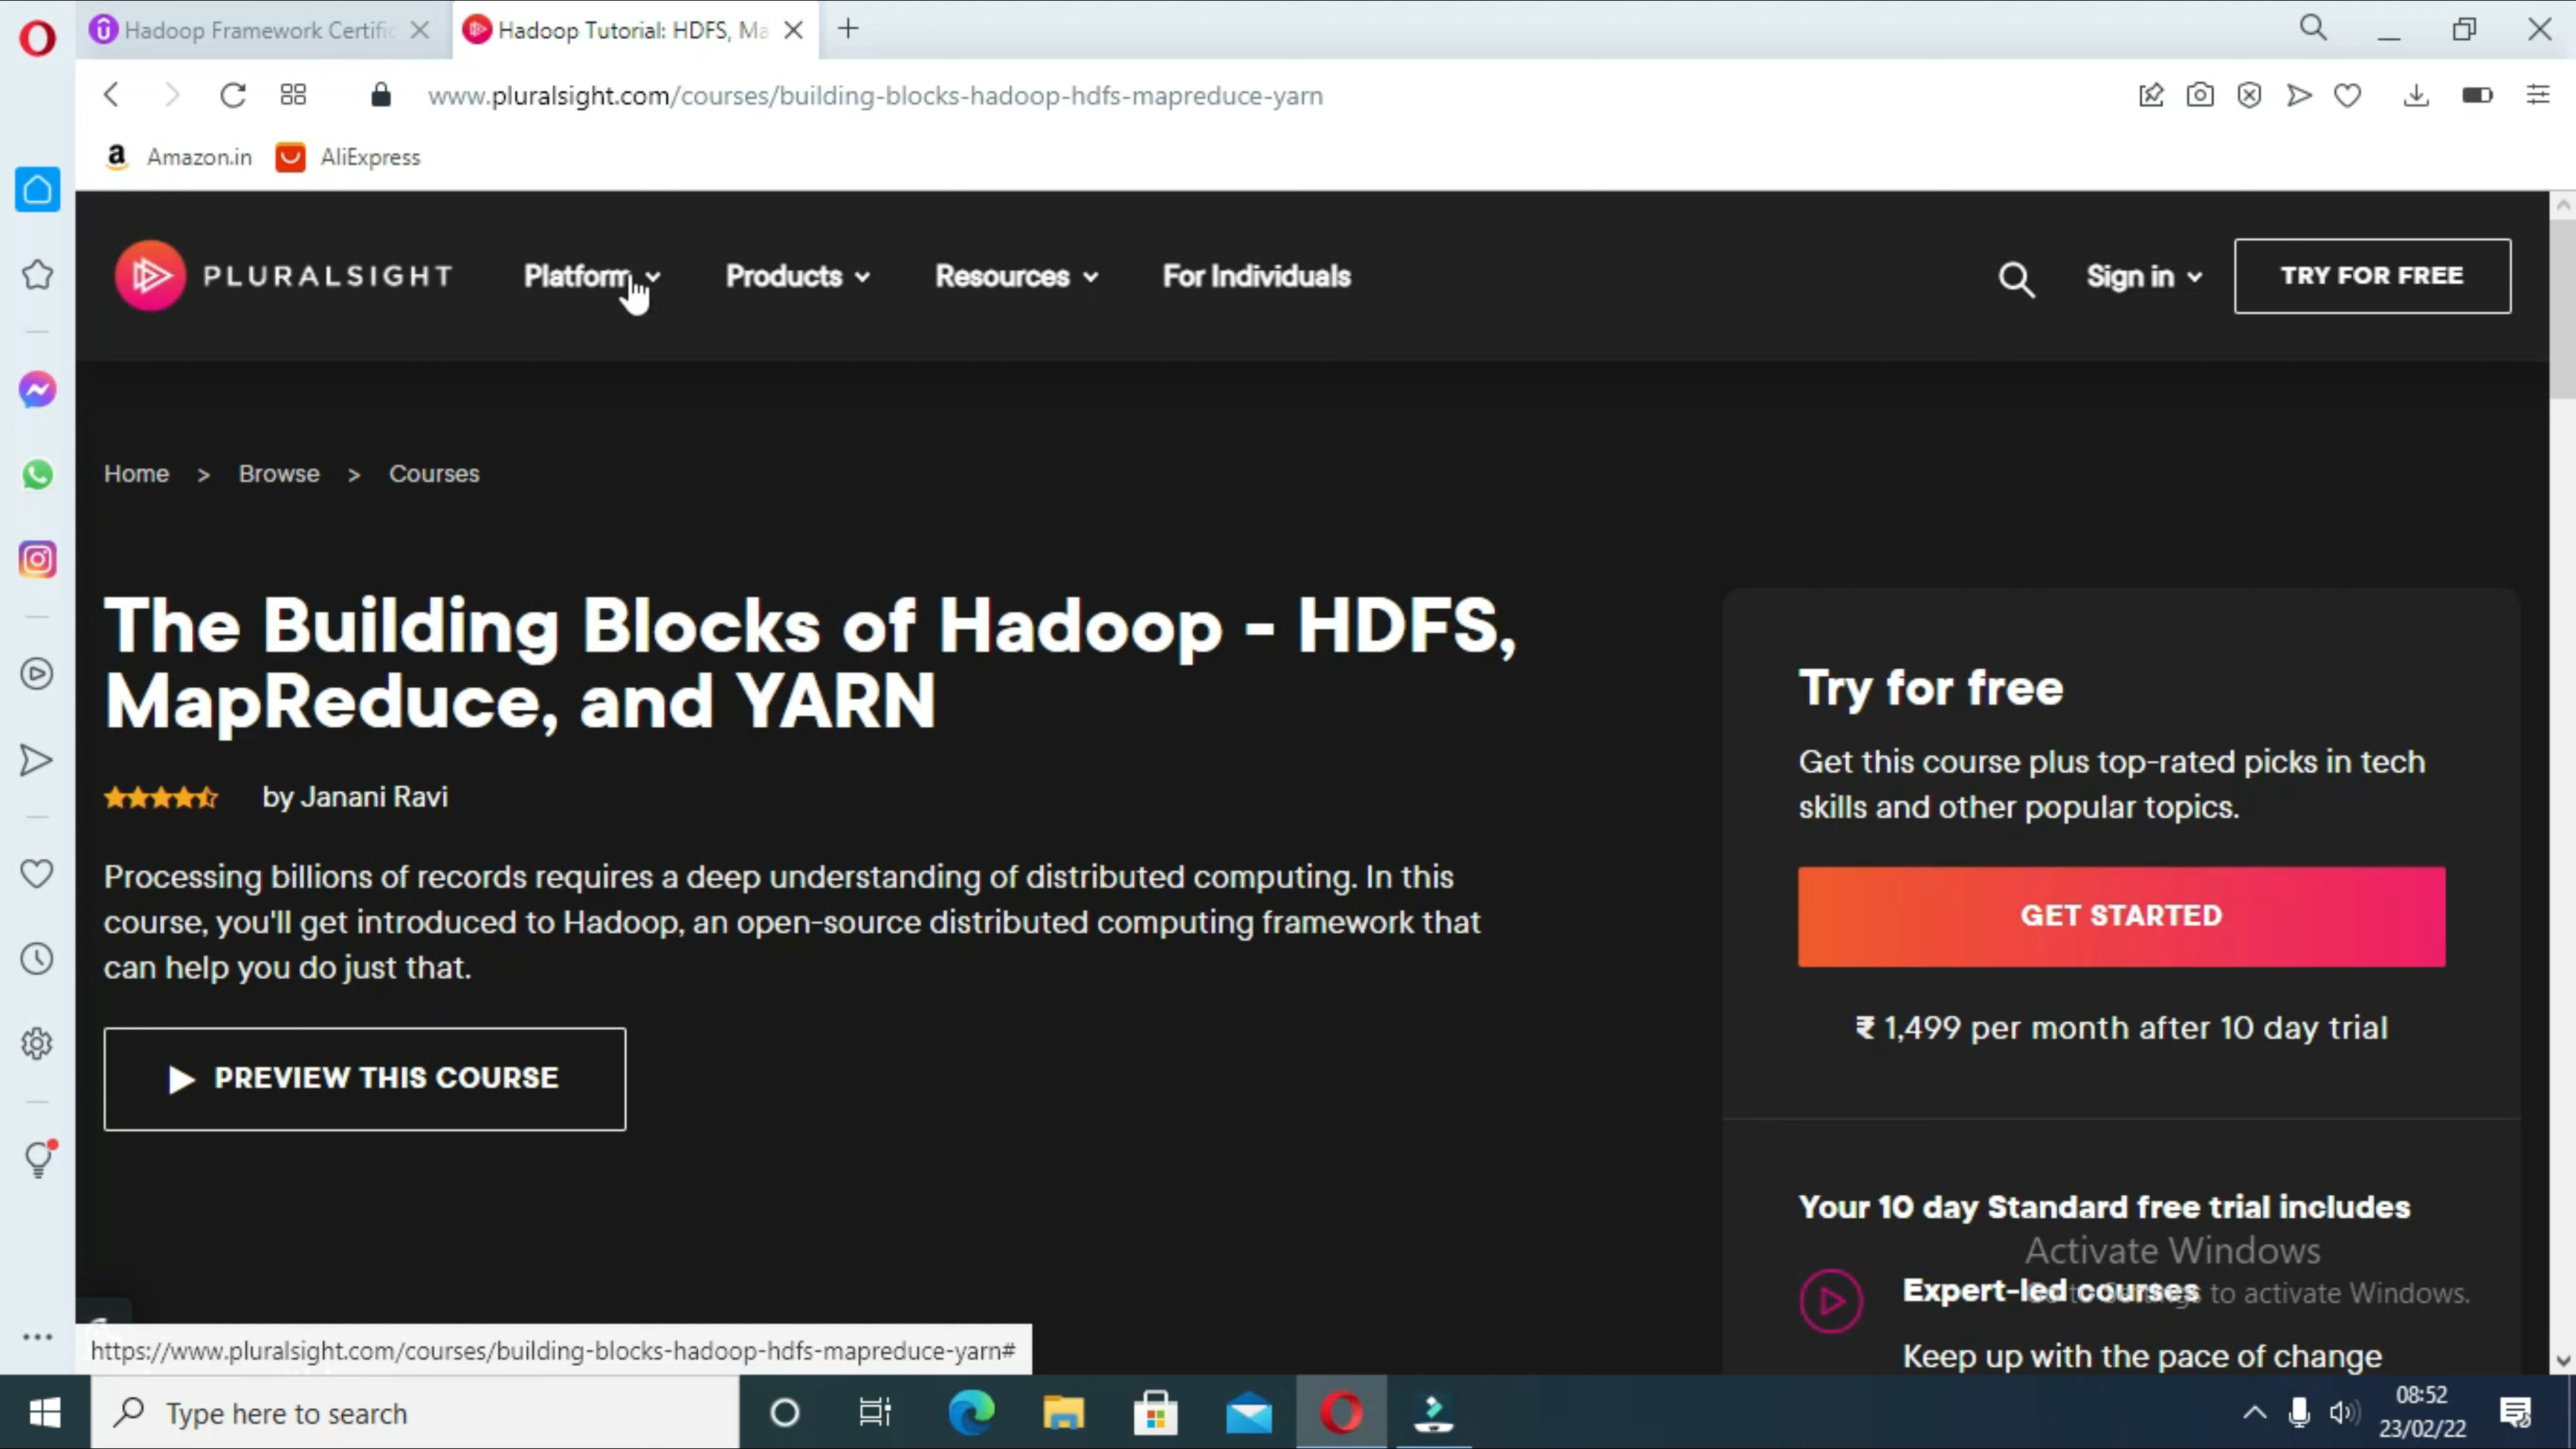 Hadoop Framework Certific
Hadoop Tutorial: HDFS, Ma
www.pluralsight.com/courses/building-blocks-hadoop-hdfs-mapreduce-yarn
Amazon.in
AliExpress
PLURALSIGHT
Platform
Products
Resources
For Individuals
Sign in
TRY FOR FREE
Home > Browse > Courses
The Building Blocks of Hadoop - HDFS,
MapReduce, and YARN
by Janani Ravi
Processing billions of records requires a deep understanding of distributed computing. In this
course, you'll get introduced to Hadoop, an open-source distributed computing framework that
can help you do just that.
PREVIEW THIS COURSE
Try for free
Get this course plus top-rated picks in tech
skills and other popular topics.
GET STARTED
₹ 1,499 per month after 10 day trial
Your 10 day Standard free trial includes
Activate Windows
Go to Settings to activate Windows.
Expert-led courses
Keep up with the pace of change
https://www.pluralsight.com/courses/building-blocks-hadoop-hdfs-mapreduce-yarn#
Type here to search
08:52
23/02/22